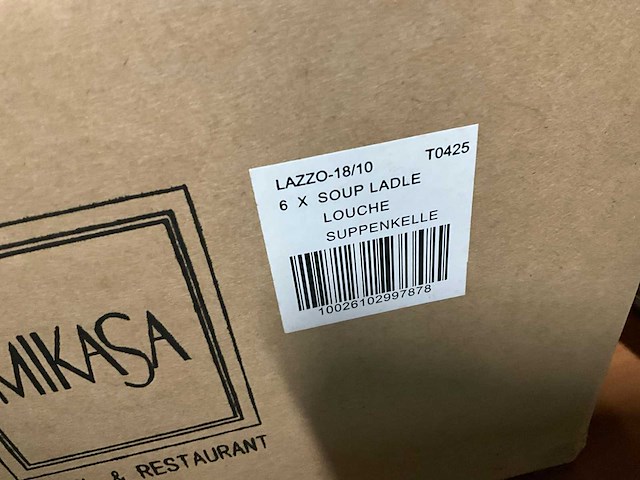 LAZZO-18/10 T0425
6 X SOUP LADLE
LOUCHE
SUPPENKELLE
10026102997878
MIKASA
& RESTAURANT